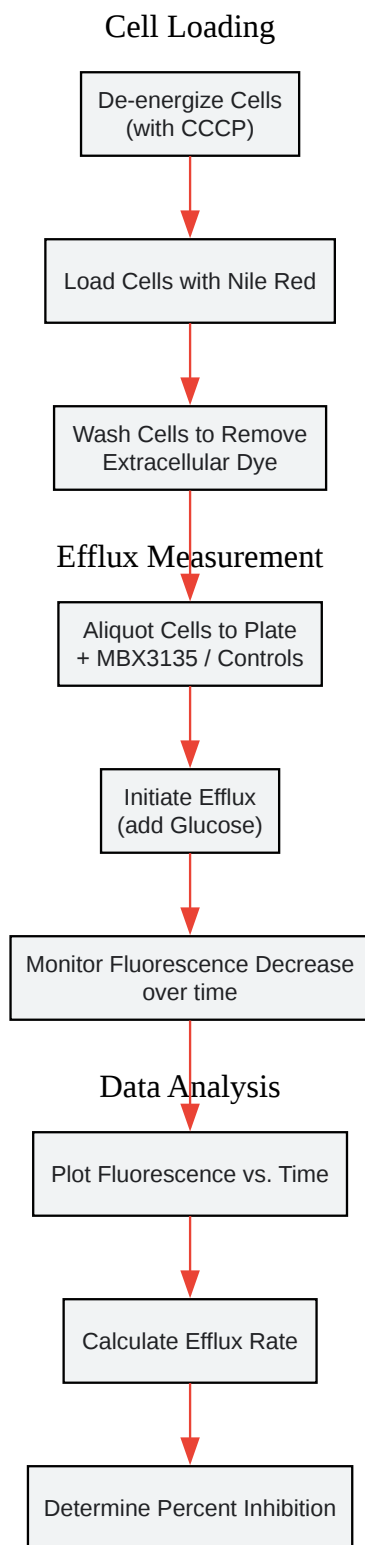 Cell Loading
De-energize Cells
(with CCCP)
Load Cells with Nile Red
Wash Cells to Remove
Extracellular Dye
Efflux Measurement
Aliquot Cells to Plate
+ MBX3135 / Controls
Initiate Efflux
(add Glucose)
Monitor Fluorescence Decrease
over time
Data Analysis
Plot Fluorescence vs. Time
Calculate Efflux Rate
Determine Percent Inhibition